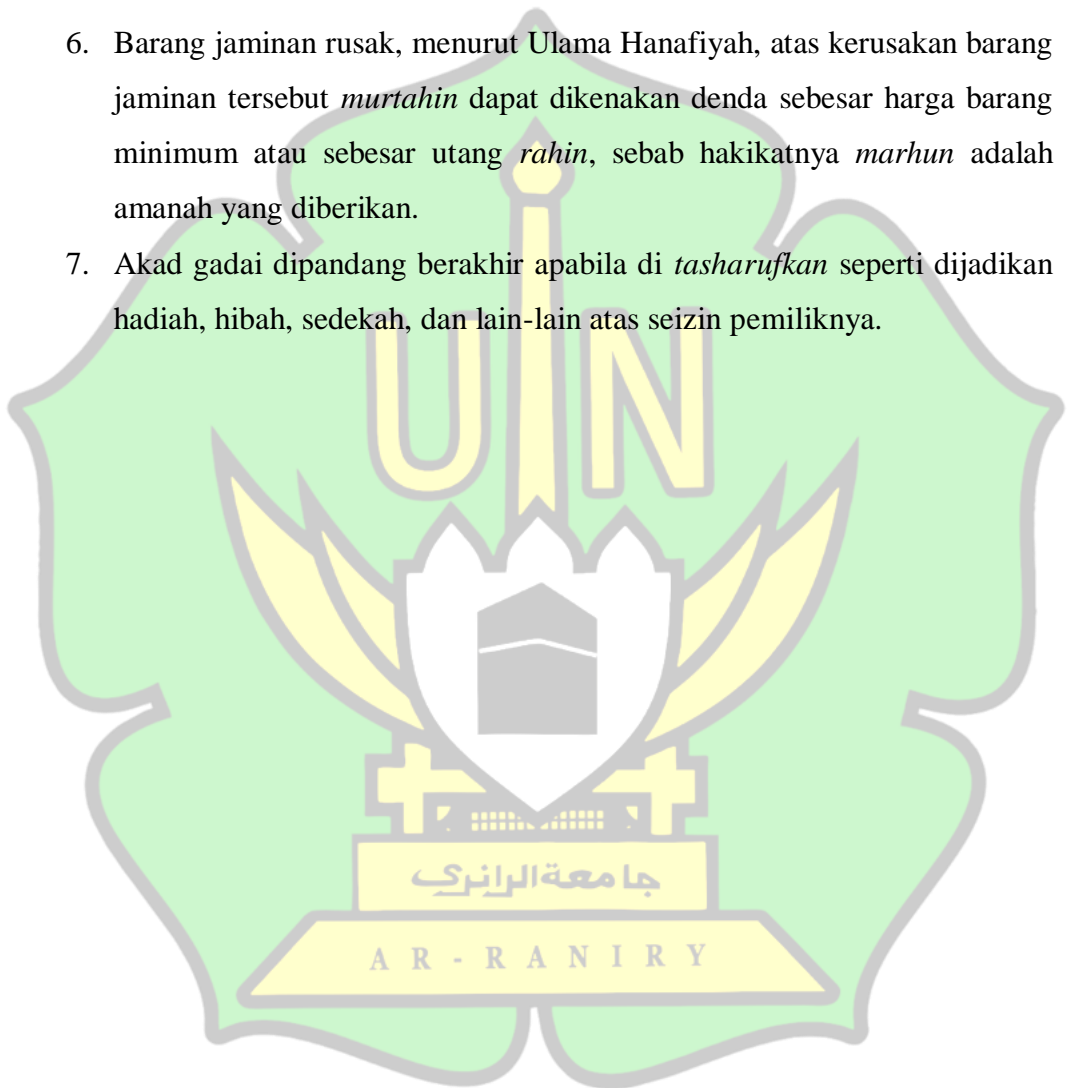 6. Barang jaminan rusak, menurut Ulama Hanafiyah, atas kerusakan barang
jaminan tersebut murtahin dapat dikenakan denda sebesar harga barang
minimum atau sebesar utang rahin, sebab hakikatnya marhun adalah
amanah yang diberikan.
7. Akad gadai dipandang berakhir apabila di tasharufkan seperti dijadikan
hadiah, hibah, sedekah, dan lain-lain atas seizin pemiliknya.
UIN
جامعة الرانري
AR-RANIRY